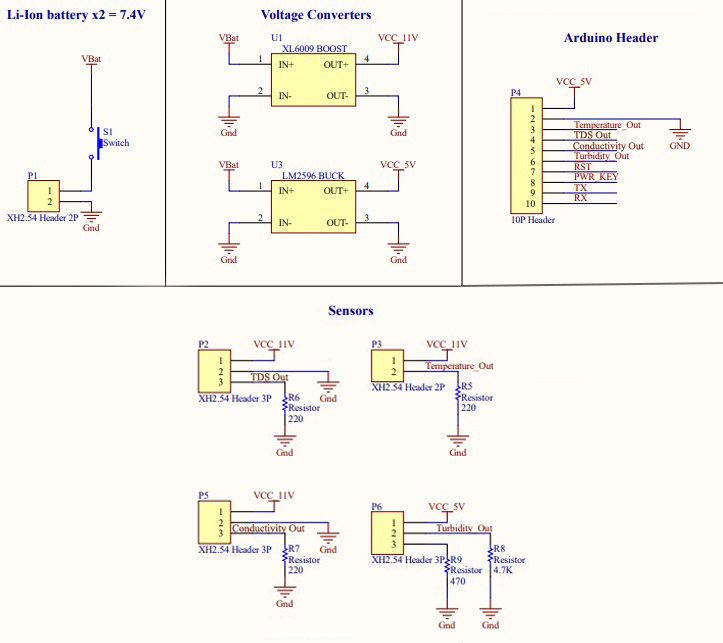 Li-Ion battery x2 = 7.4V
VBat
S1
Switch
P1
1
2
XH2.54 Header 2P
Gnd
Voltage Converters
U1
XL6009 BOOST
VBat
VCC_11V
1 IN+ OUT+ 4
2 IN- OUT- 3
Gnd Gnd
U3
LM2596 BUCK
VBat
VCC_5V
1 IN+ OUT+ 4
2 IN- OUT- 3
Gnd Gnd
Arduino Header
VCC_5V
P4
1
2
3 Temperature_Out
4 TDS Out
5 Conductivity Out
6 Turbidity_Out
7 RST
8 PWR_KEY
9 TX
10 RX
GND
10P Header
Sensors
P2
VCC_11V
1
2
3 TDS Out
XH2.54 Header 3P
Gnd
R6
Resistor
220
Gnd
P3
VCC_11V
1
2 Temperature_Out
XH2.54 Header 2P
R5
Resistor
220
Gnd
P5
VCC_11V
1
2
3 Conductivity Out
XH2.54 Header 3P
Gnd
R7
Resistor
220
Gnd
P6
VCC_5V
1
2 Turbidity_Out
3
XH2.54 Header 3P
R9
Resistor
470
Gnd
R8
Resistor
4.7K
Gnd